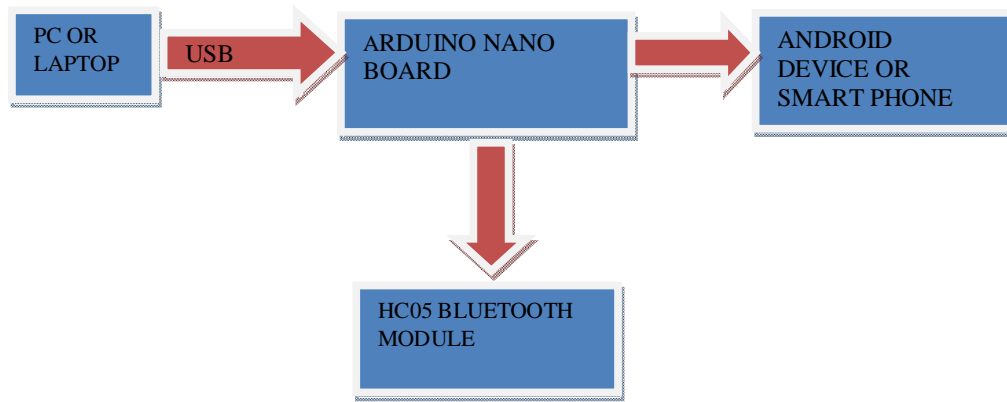 PC OR
LAPTOP
USB
ARDUINO NANO
BOARD
ANDROID
DEVICE OR
SMART PHONE
HC05 BLUETOOTH
MODULE